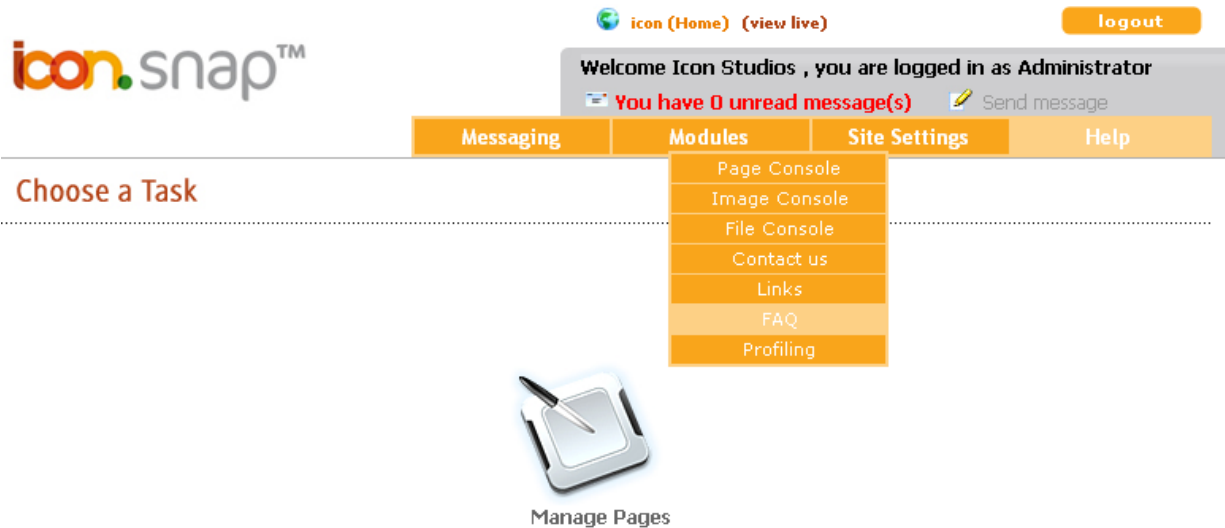 icon (Home) (view live)
logout
icon.snap™
Welcome Icon Studios , you are logged in as Administrator
You have 0 unread message(s) Send message
Messaging Modules Site Settings Help
Page Console
Choose a Task
Image Console
File Console
Contact us
Links
FAQ
Profiling
Manage Pages